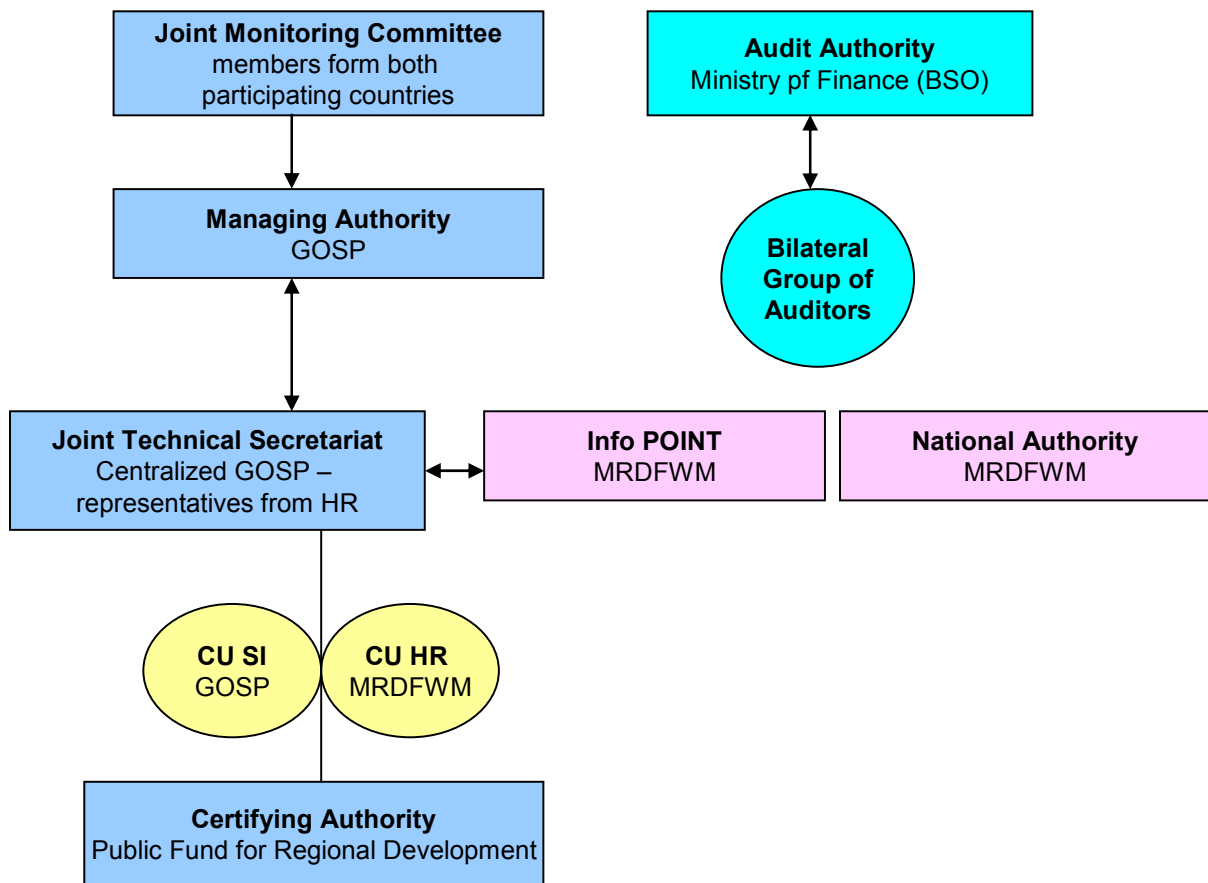 Joint Monitoring Committee
members form both
participating countries
Audit Authority
Ministry pf Finance (BSO)
Managing Authority
GOSP
Bilateral
Group of
Auditors
Joint Technical Secretariat
Centralized GOSP –
representatives from HR
Info POINT
MRDFWM
National Authority
MRDFWM
CU SI
GOSP
CU HR
MRDFWM
Certifying Authority
Public Fund for Regional Development